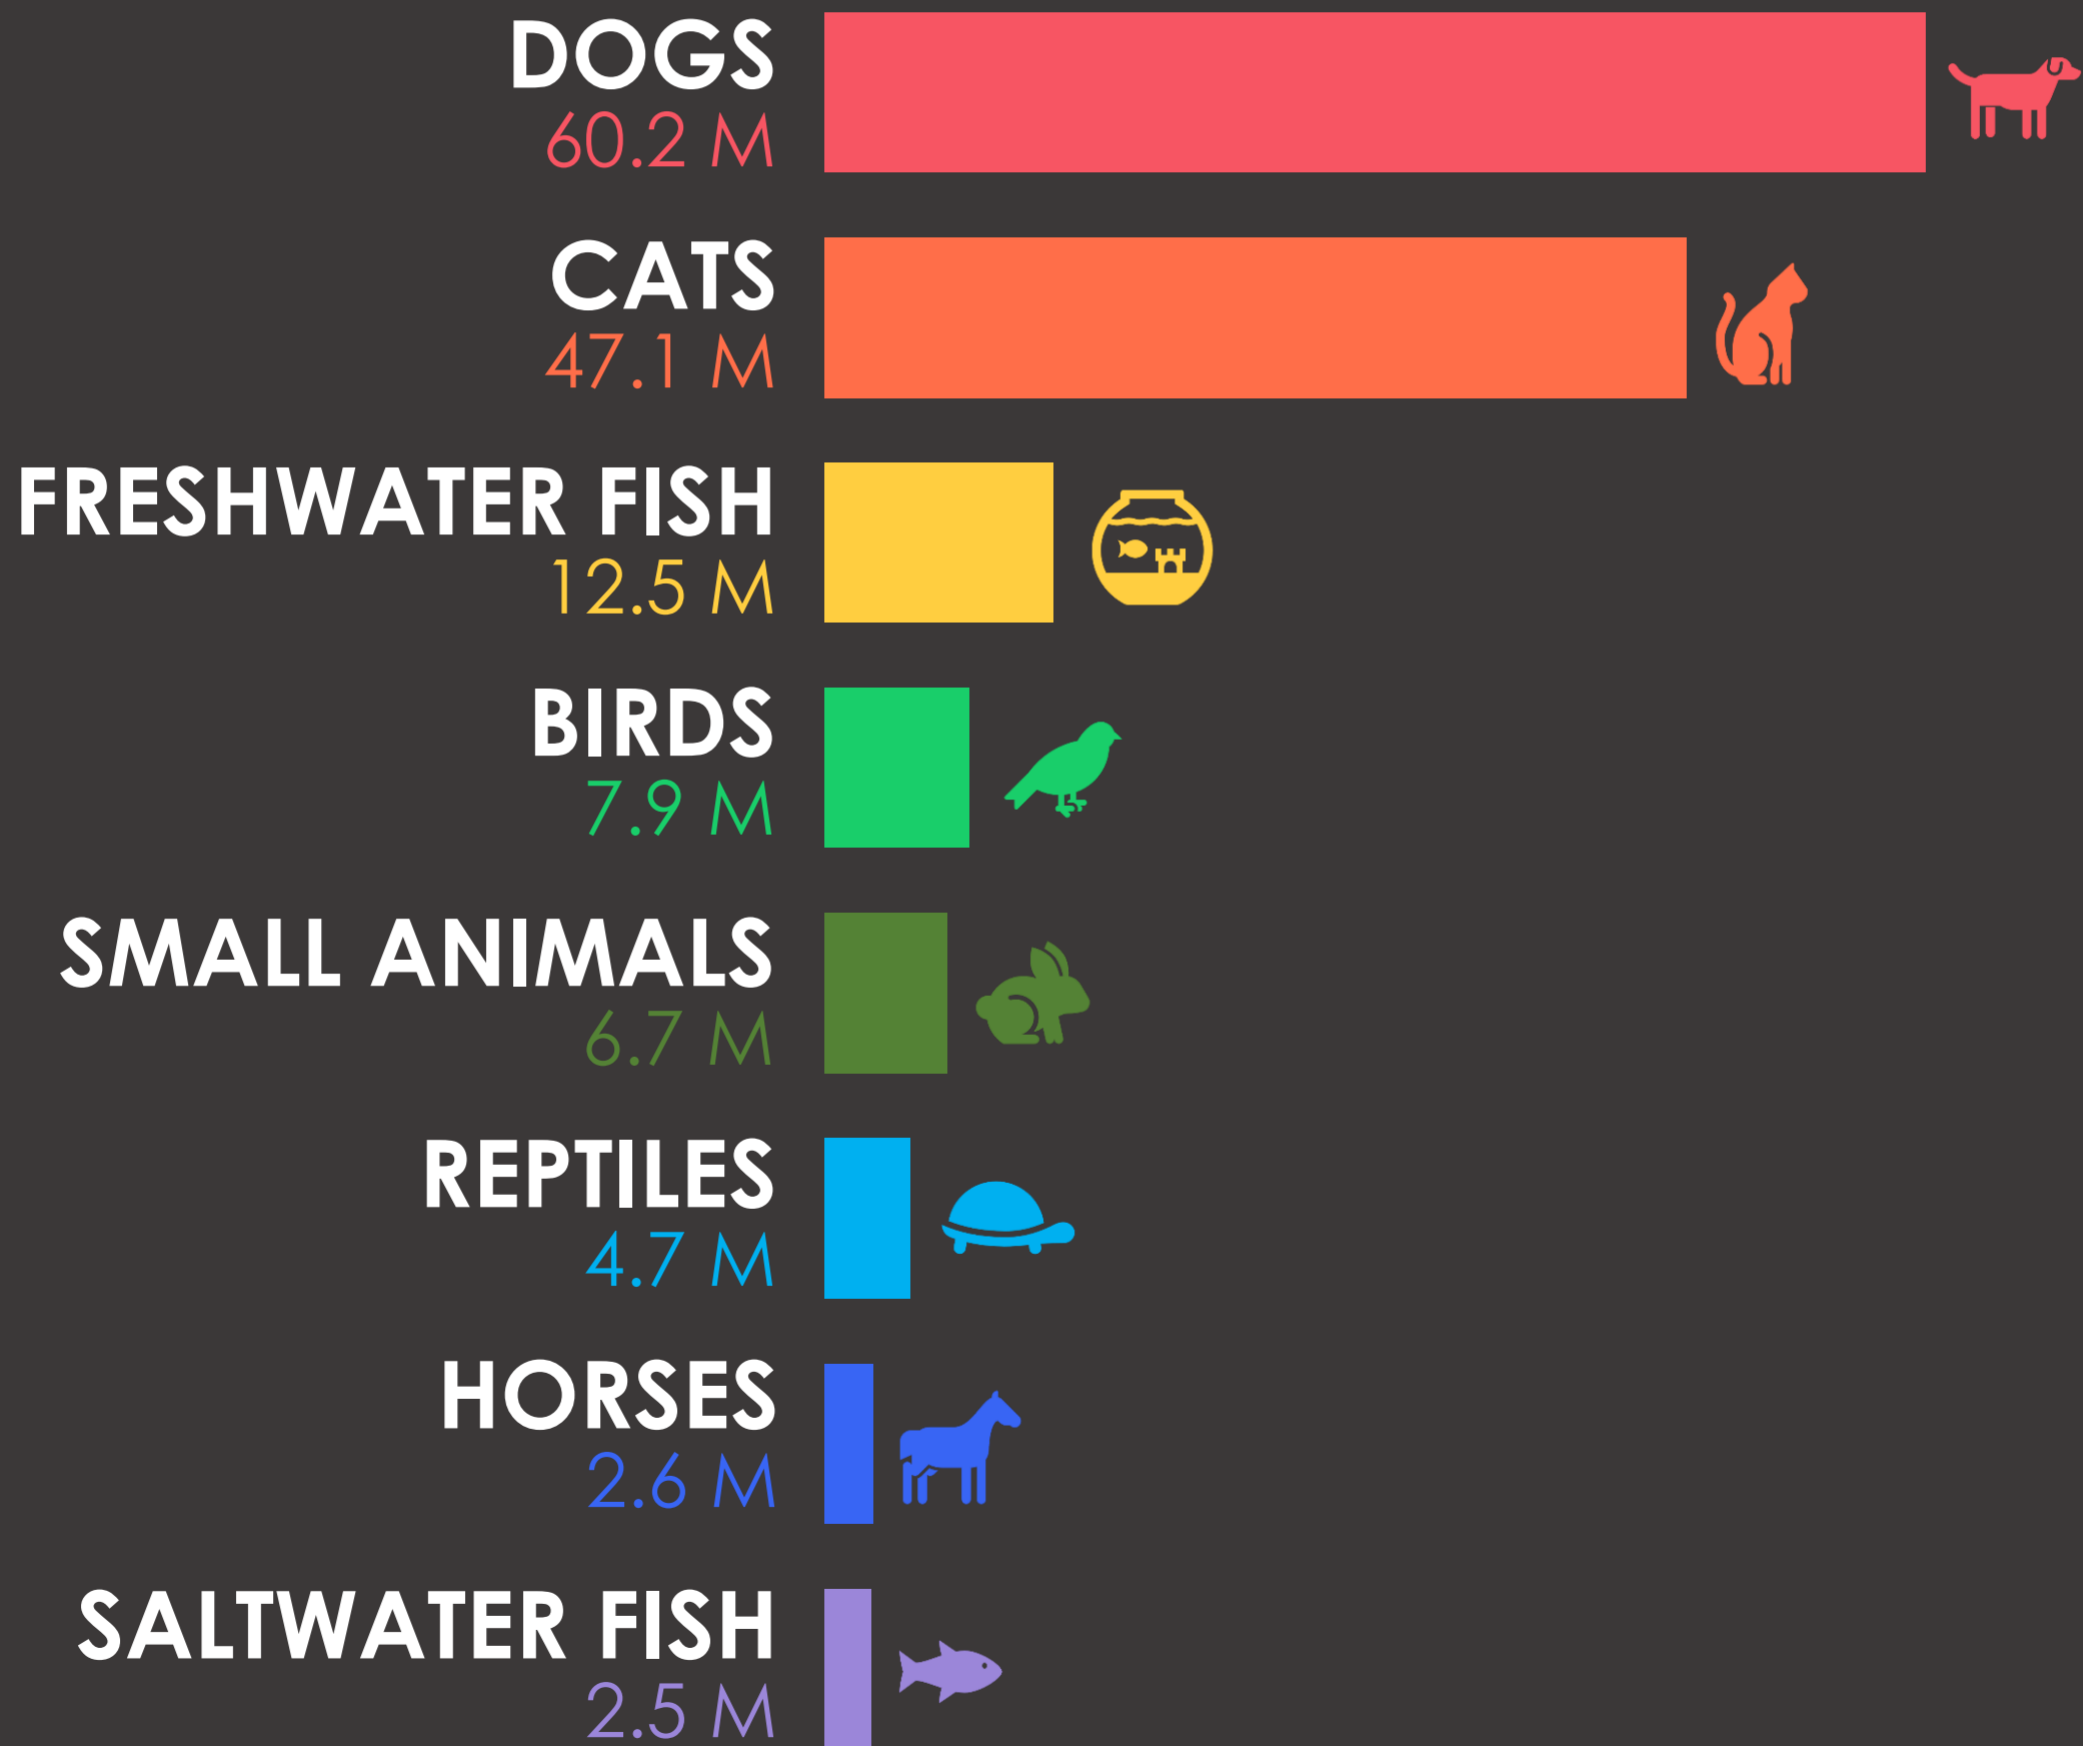 DOGS
60.2 M
CATS
47.1 M
FRESHWATER FISH
12.5 M
BIRDS
7.9 M
SMALL ANIMALS
6.7 M
REPTILES
4.7 M
HORSES
2.6 M
SALTWATER FISH
2.5 M